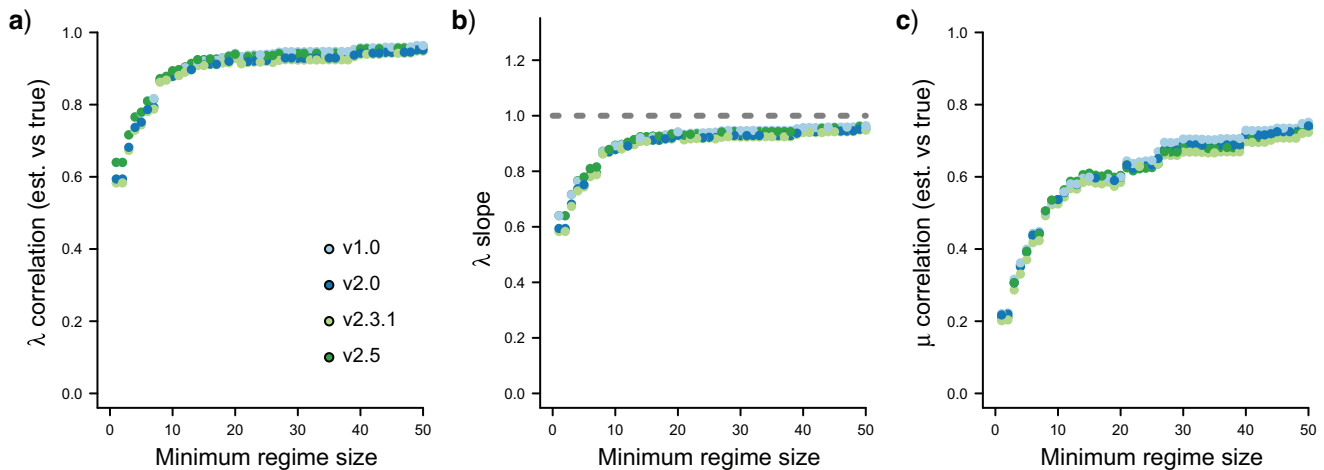 a)
λ correlation (est. vs true)
1.0
0.8
0.6
0.4
0.2
0.0
v1.0
v2.0
v2.3.1
v2.5
0 10 20 30 40 50
Minimum regime size
b)
λ slope
1.2
1.0
0.8
0.6
0.4
0.2
0.0
0 10 20 30 40 50
Minimum regime size
c)
μ correlation (est. vs true)
1.0
0.8
0.6
0.4
0.2
0.0
0 10 20 30 40 50
Minimum regime size